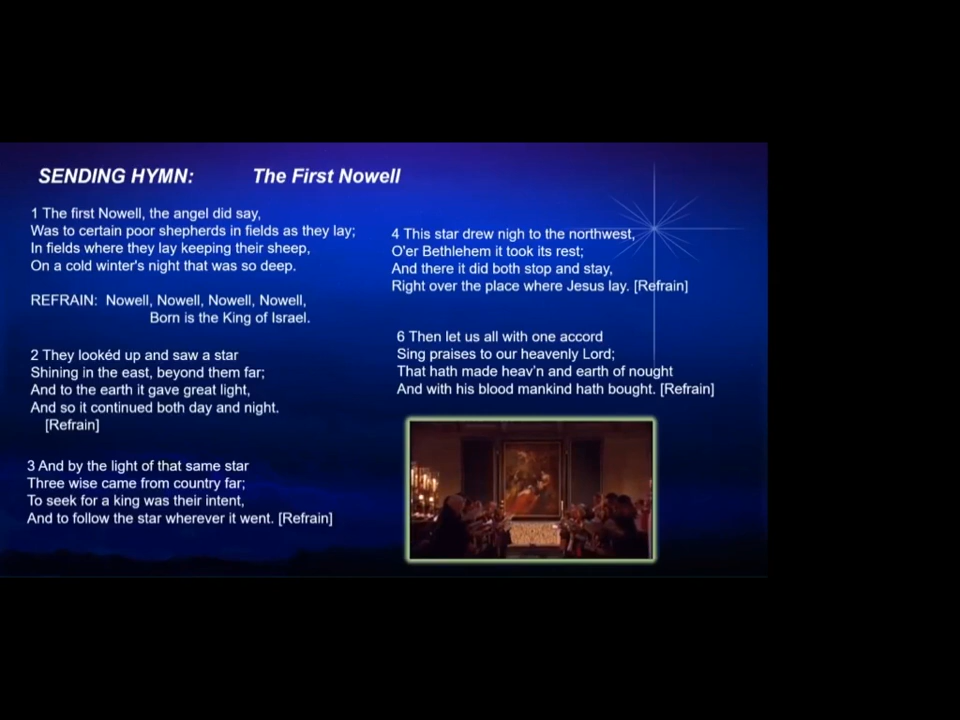 SENDING HYMN: The First Nowell
1 The first Nowell, the angel did say,
Was to certain poor shepherds in fields as they lay;
In fields where they lay keeping their sheep,
On a cold winter's night that was so deep.
REFRAIN: Nowell, Nowell, Nowell, Nowell,
Born is the King of Israel.
2 They lookéd up and saw a star
Shining in the east, beyond them far;
And to the earth it gave great light,
And so it continued both day and night.
[Refrain]
3 And by the light of that same star
Three wise came from country far;
To seek for a king was their intent,
And to follow the star wherever it went. [Refrain]
4 This star drew nigh to the northwest,
O'er Bethlehem it took its rest;
And there it did both stop and stay,
Right over the place where Jesus lay. [Refrain]
6 Then let us all with one accord
Sing praises to our heavenly Lord;
That hath made heav'n and earth of nought
And with his blood mankind hath bought. [Refrain]